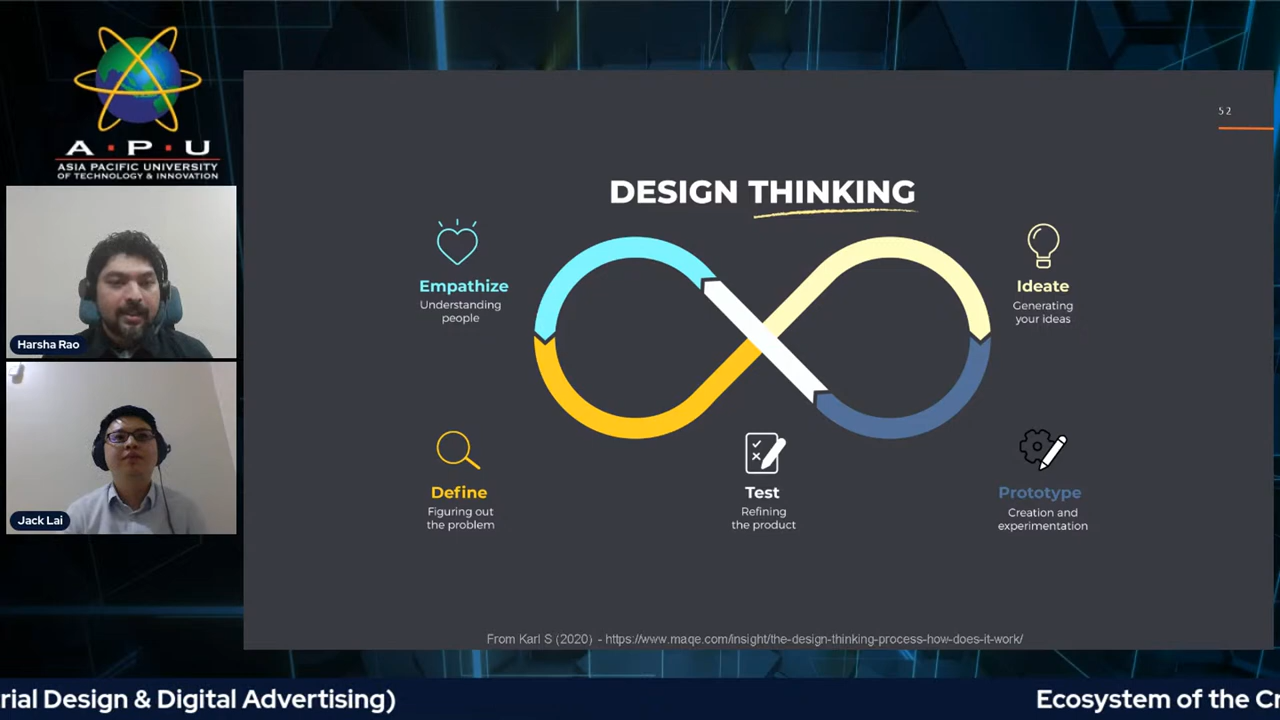 A·P·U
ASIA PACIFIC UNIVERSITY
OF TECHNOLOGY & INNOVATION
Harsha Rao
Jack Lai
52
DESIGN THINKING
Empathize
Understanding
people
Ideate
Generating
your ideas
Define
Figuring out
the problem
Test
Refining
the product
Prototype
Creation and
experimentation
From Karl S (2020) - https://www.maqe.com/insight/the-design-thinking-process-how-does-it-work/
rial Design & Digital Advertising)
Ecosystem of the Cr